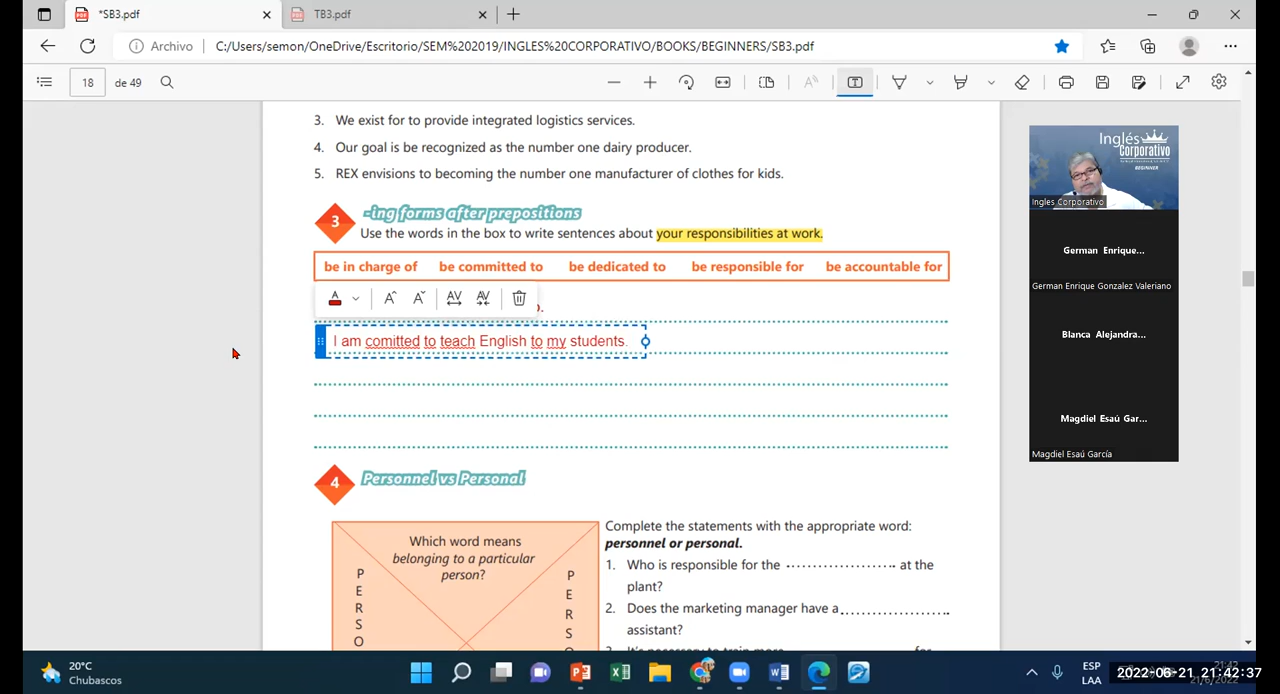 *SB3.pdf
TB3.pdf
Archivo
C:/Users/semon/OneDrive/Escritorio/SEM%202019/INGLES%20CORPORATIVO/BOOKS/BEGINNERS/SB3.pdf
18 de 49
3. We exist for to provide integrated logistics services.
4. Our goal is be recognized as the number one dairy producer.
5. REX envisions to becoming the number one manufacturer of clothes for kids.
3 -ing forms after prepositions
Use the words in the box to write sentences about your responsibilities at work.
be in charge of be committed to be dedicated to be responsible for be accountable for
I am comitted to teach English to my students.
4 Personnel vs Personal
Which word means
belonging to a particular
person?
P
E
R
S
O
P
E
R
S
Complete the statements with the appropriate word:
personnel or personal.
1. Who is responsible for the at the
plant?
2. Does the marketing manager have a
assistant?
Inglés
Corporativo
BEGINNER
Ingles Corporativo
German Enrique...
German Enrique Gonzalez Valeriano
Blanca Alejandra...
Magdiel Esaú Gar...
Magdiel Esaú García
20°C
Chubascos
ESP
LAA
2022-06-21, 21:42:37